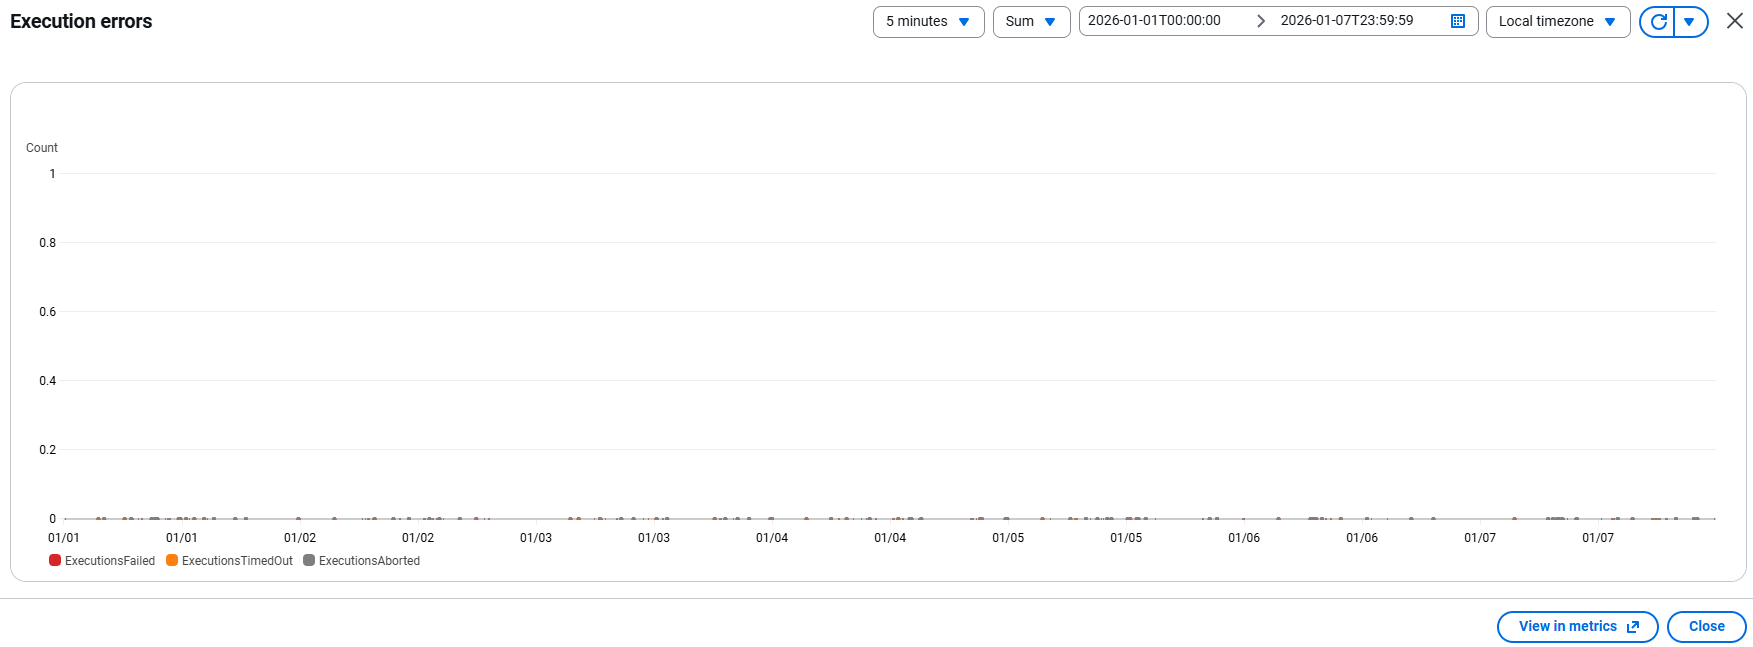 Execution errors
5 minutes
Sum
2026-01-01T00:00:00
2026-01-07T23:59:59
Local timezone
Count
1
0.8
0.6
0.4
0.2
0
01/01 01/01 01/02 01/02 01/03 01/03 01/04 01/04 01/05 01/05 01/06 01/06 01/07 01/07
ExecutionsFailed ExecutionsTimedOut ExecutionsAborted
View in metrics
Close